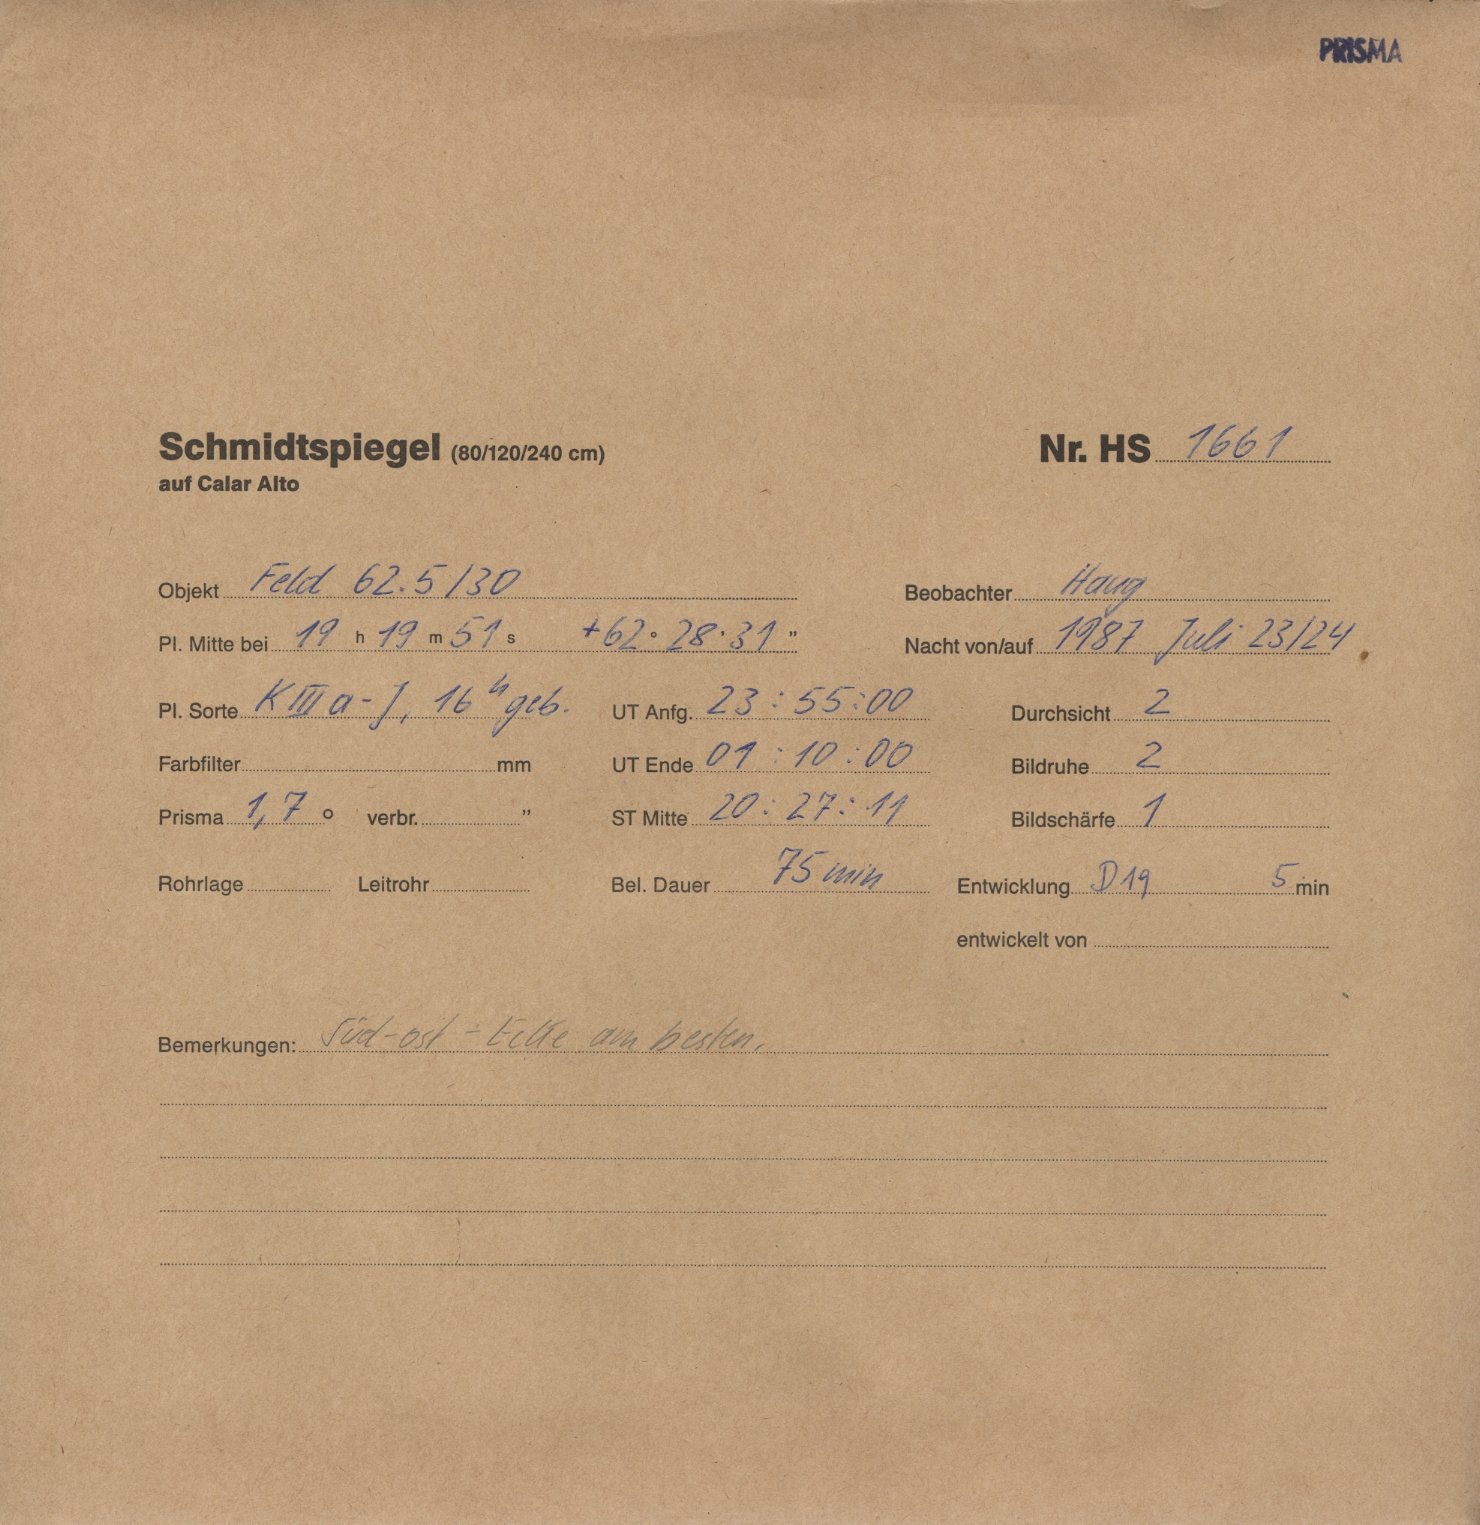 PRISMA
Schmidtspiegel (80/120/240 cm) Nr. HS 1661
auf Calar Alto
Objekt Feld 62.5/30 Beobachter Haug
Pl. Mitte bei 19 h 19 m 51 s +62° 28' 31 " Nacht von/auf 1987 Juli 23/24
Pl. Sorte K III a-J, 16 h geb. UT Anfg. 23:55:00 Durchsicht 2
Farbfilter mm UT Ende 01:10:00 Bildruhe 2
Prisma 1,7 ° verbr. " ST Mitte 20:27:11 Bildschärfe 1
Rohrlage Leitrohr Bel. Dauer 75 min Entwicklung D19 5 min
entwickelt von
Bemerkungen: Süd-ost-Ecke am besten.